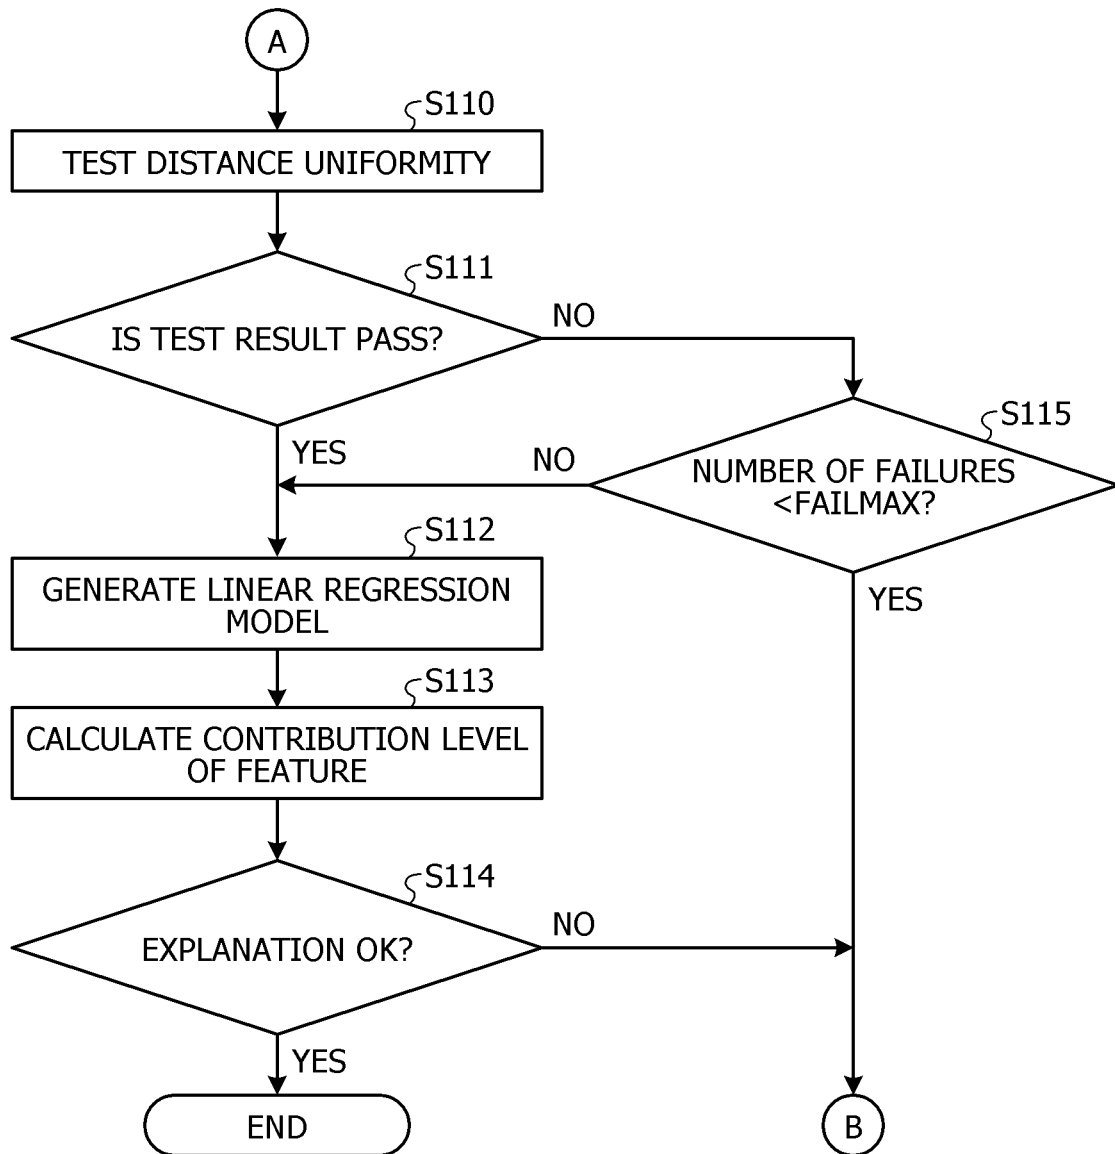 A
S110
TEST DISTANCE UNIFORMITY
S111
IS TEST RESULT PASS?
NO
YES
S115
NUMBER OF FAILURES
<FAILMAX?
NO
YES
S112
GENERATE LINEAR REGRESSION
MODEL
S113
CALCULATE CONTRIBUTION LEVEL
OF FEATURE
S114
EXPLANATION OK?
NO
YES
END
B